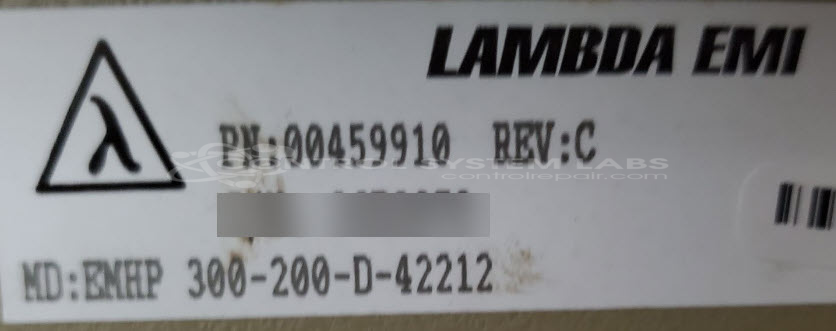 LAMBDA EMI
λ
PN:00459910 REV:C
CONTROL SYSTEM LABS
controlrepair.com
MD:EMHP 300-200-D-42212